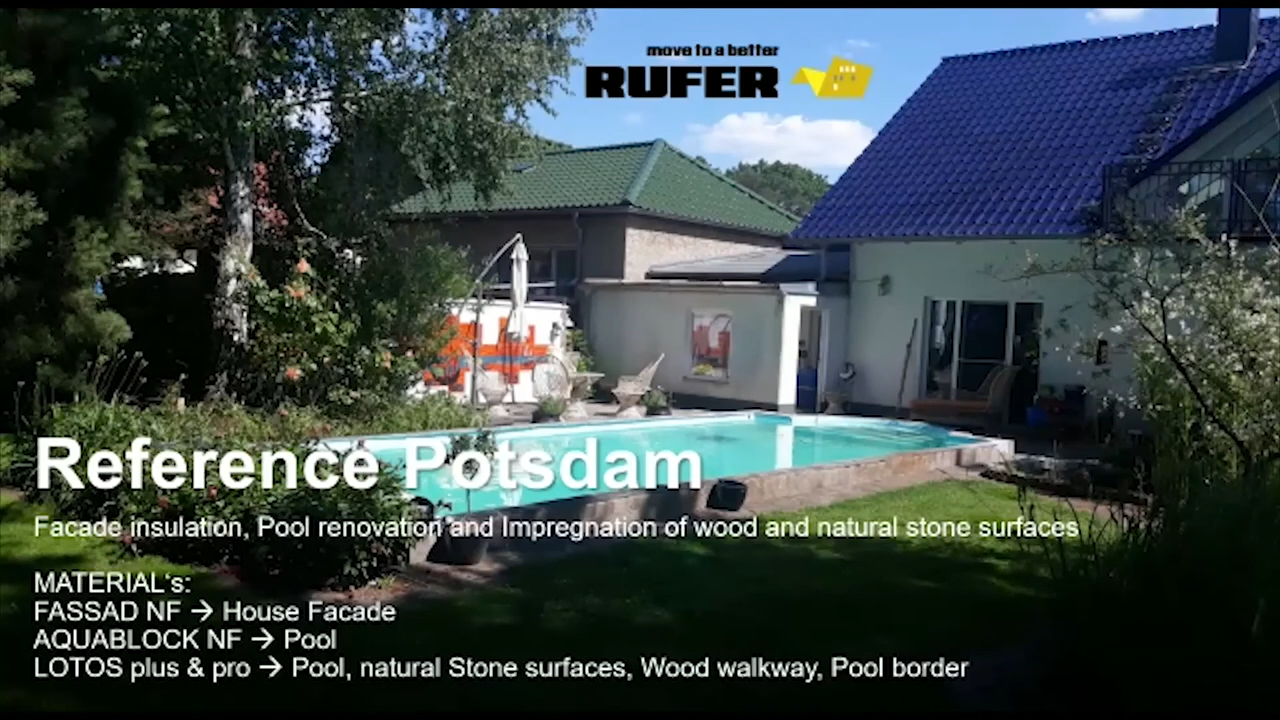 move to a better
RUFER
Reference Potsdam
Facade insulation, Pool renovation and Impregnation of wood and natural stone surfaces
MATERIAL‘s:
FASSAD NF → House Facade
AQUABLOCK NF → Pool
LOTOS plus & pro → Pool, natural Stone surfaces, Wood walkway, Pool border